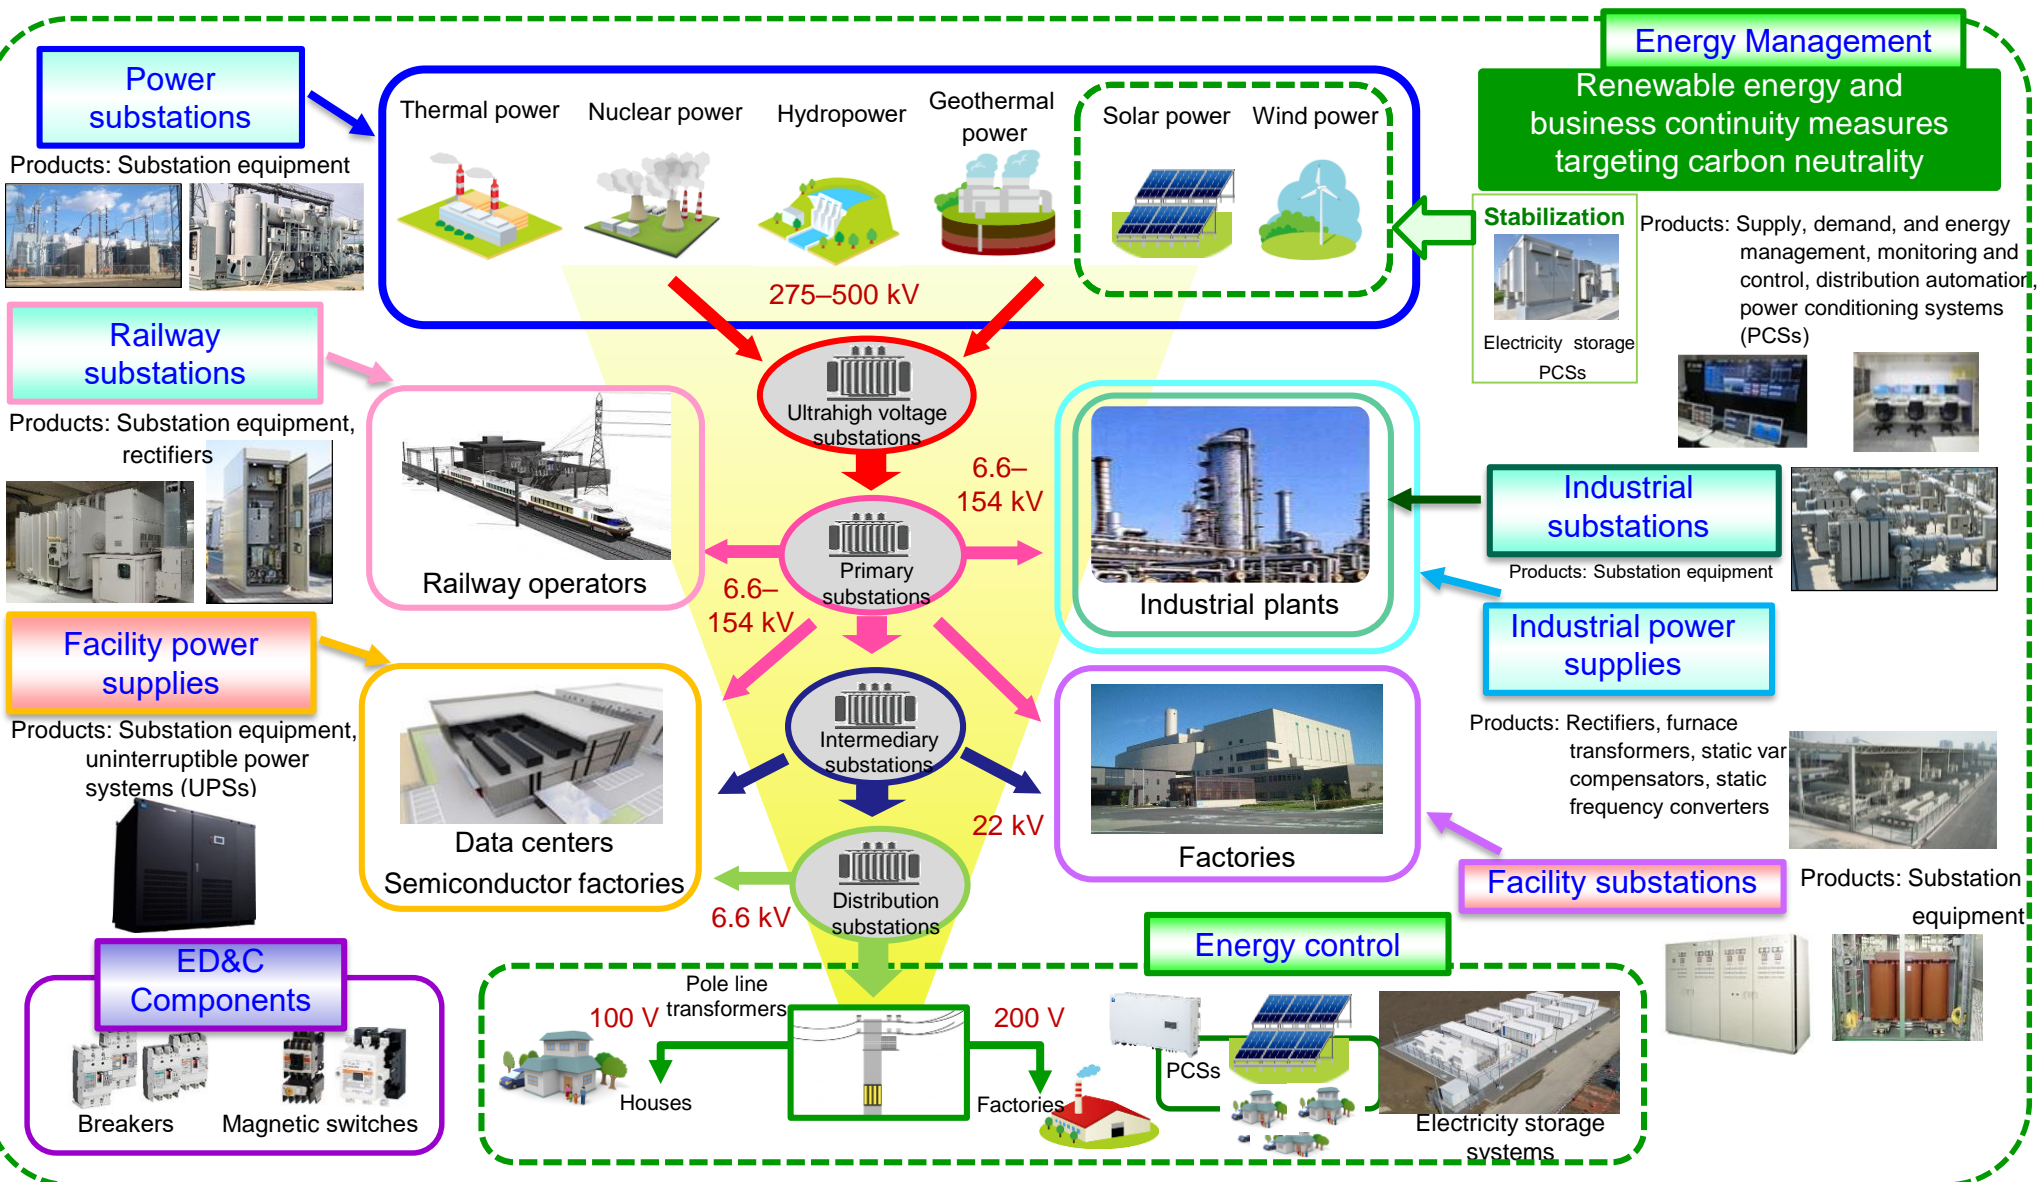 Energy Management
Renewable energy and
business continuity measures
targeting carbon neutrality
Power
substations
Products: Substation equipment
Thermal power
Nuclear power
Hydropower
Geothermal
power
Solar power
Wind power
275–500 kV
Stabilization
Electricity storage
PCSs
Products: Supply, demand, and energy
management, monitoring and
control, distribution automation,
power conditioning systems
(PCSs)
Railway
substations
Products: Substation equipment,
rectifiers
Railway operators
Ultrahigh voltage
substations
6.6–
154 kV
Primary
substations
6.6–
154 kV
Industrial plants
Industrial
substations
Products: Substation equipment
Industrial power
supplies
Products: Rectifiers, furnace
transformers, static var
compensators, static
frequency converters
Facility power
supplies
Products: Substation equipment,
uninterruptible power
systems (UPSs)
Data centers
Semiconductor factories
Intermediary
substations
22 kV
Factories
Facility substations
Products: Substation
equipment
Distribution
substations
6.6 kV
ED&C
Components
Breakers
Magnetic switches
Energy control
Pole line
transformers
100 V
200 V
Houses
Factories
PCSs
Electricity storage
systems